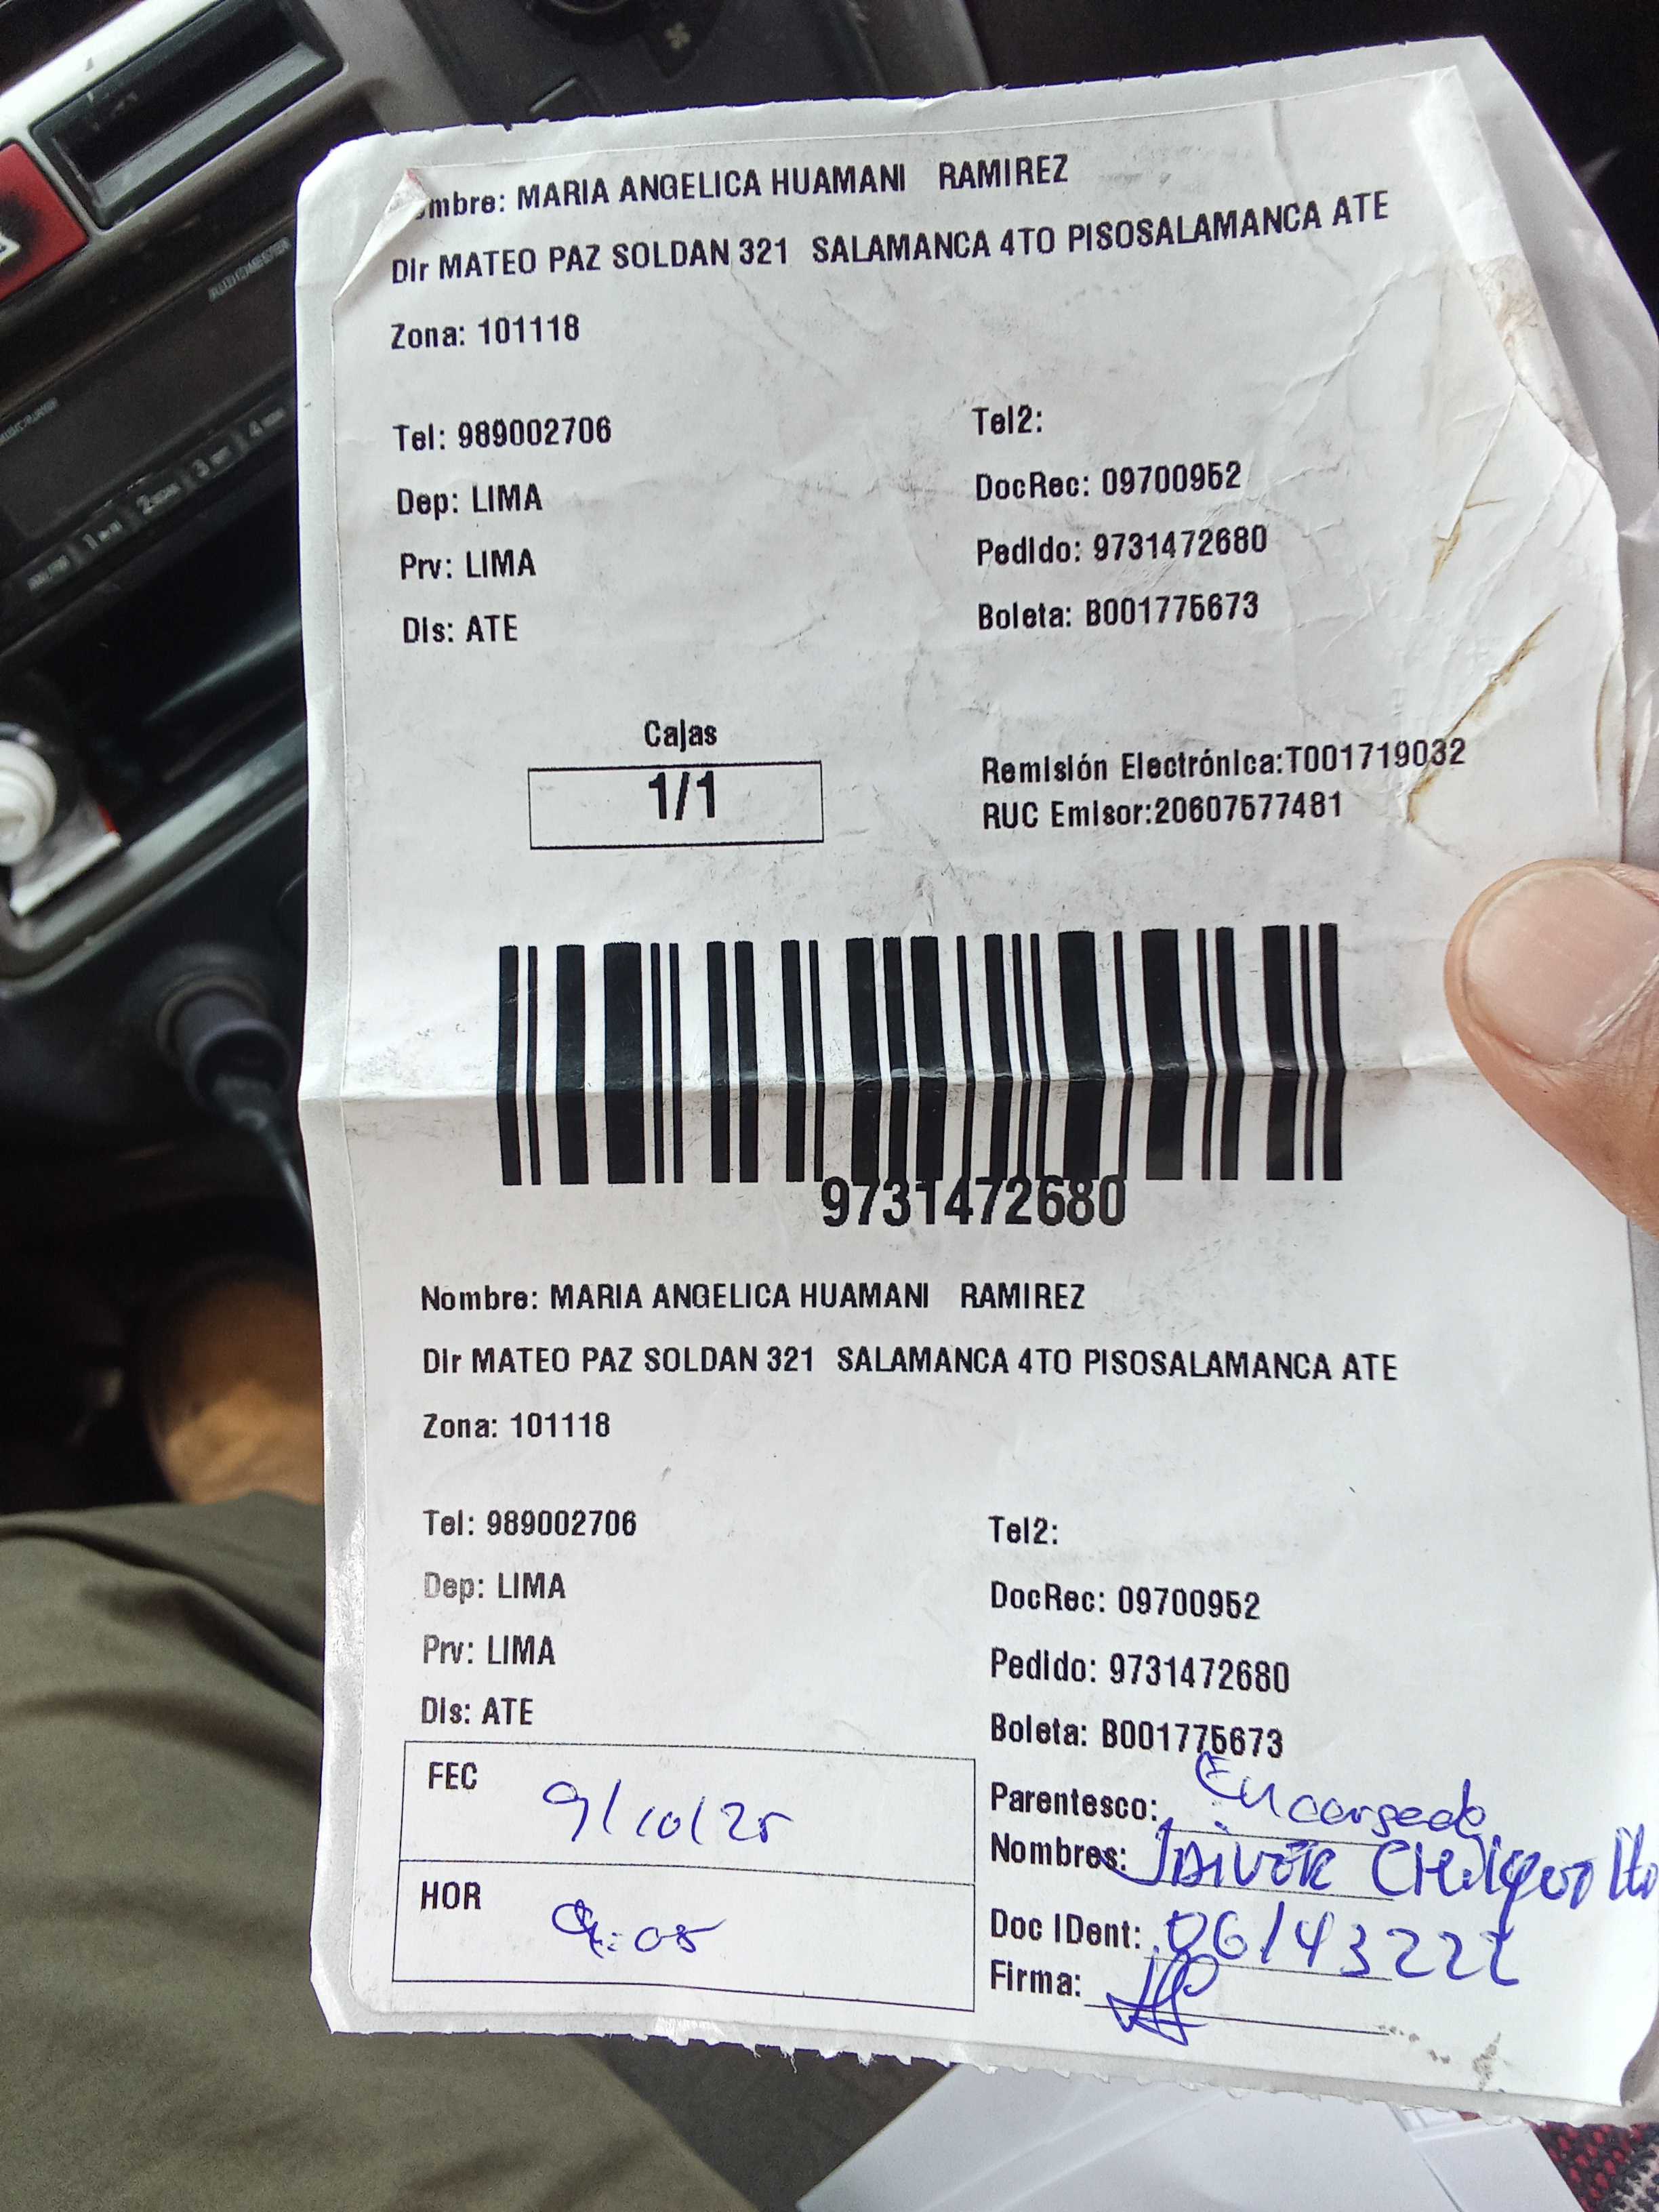 mbre: MARIA ANGELICA HUAMANI RAMIREZ
Dir MATEO PAZ SOLDAN 321 SALAMANCA 4TO PISOSALAMANCA ATE
Zona: 101118
Tel: 989002706
Tel2:
Dep: LIMA
DocRec: 09700952
Prv: LIMA
Pedido: 9731472680
Dis: ATE
Boleta: B001775673
Cajas
1/1
Remisión Electrónica:T001719032
RUC Emisor:20607577481
9731472680
Nombre: MARIA ANGELICA HUAMANI RAMIREZ
Dir MATEO PAZ SOLDAN 321 SALAMANCA 4TO PISOSALAMANCA ATE
Zona: 101118
Tel: 989002706
Tel2:
Dep: LIMA
DocRec: 09700952
Prv: LIMA
Pedido: 9731472680
Dis: ATE
Boleta: B001775673
FEC 9/10/25
Parentesco: Encargado
Nombres:
HOR
Doc IDent: 06143222
Firma: